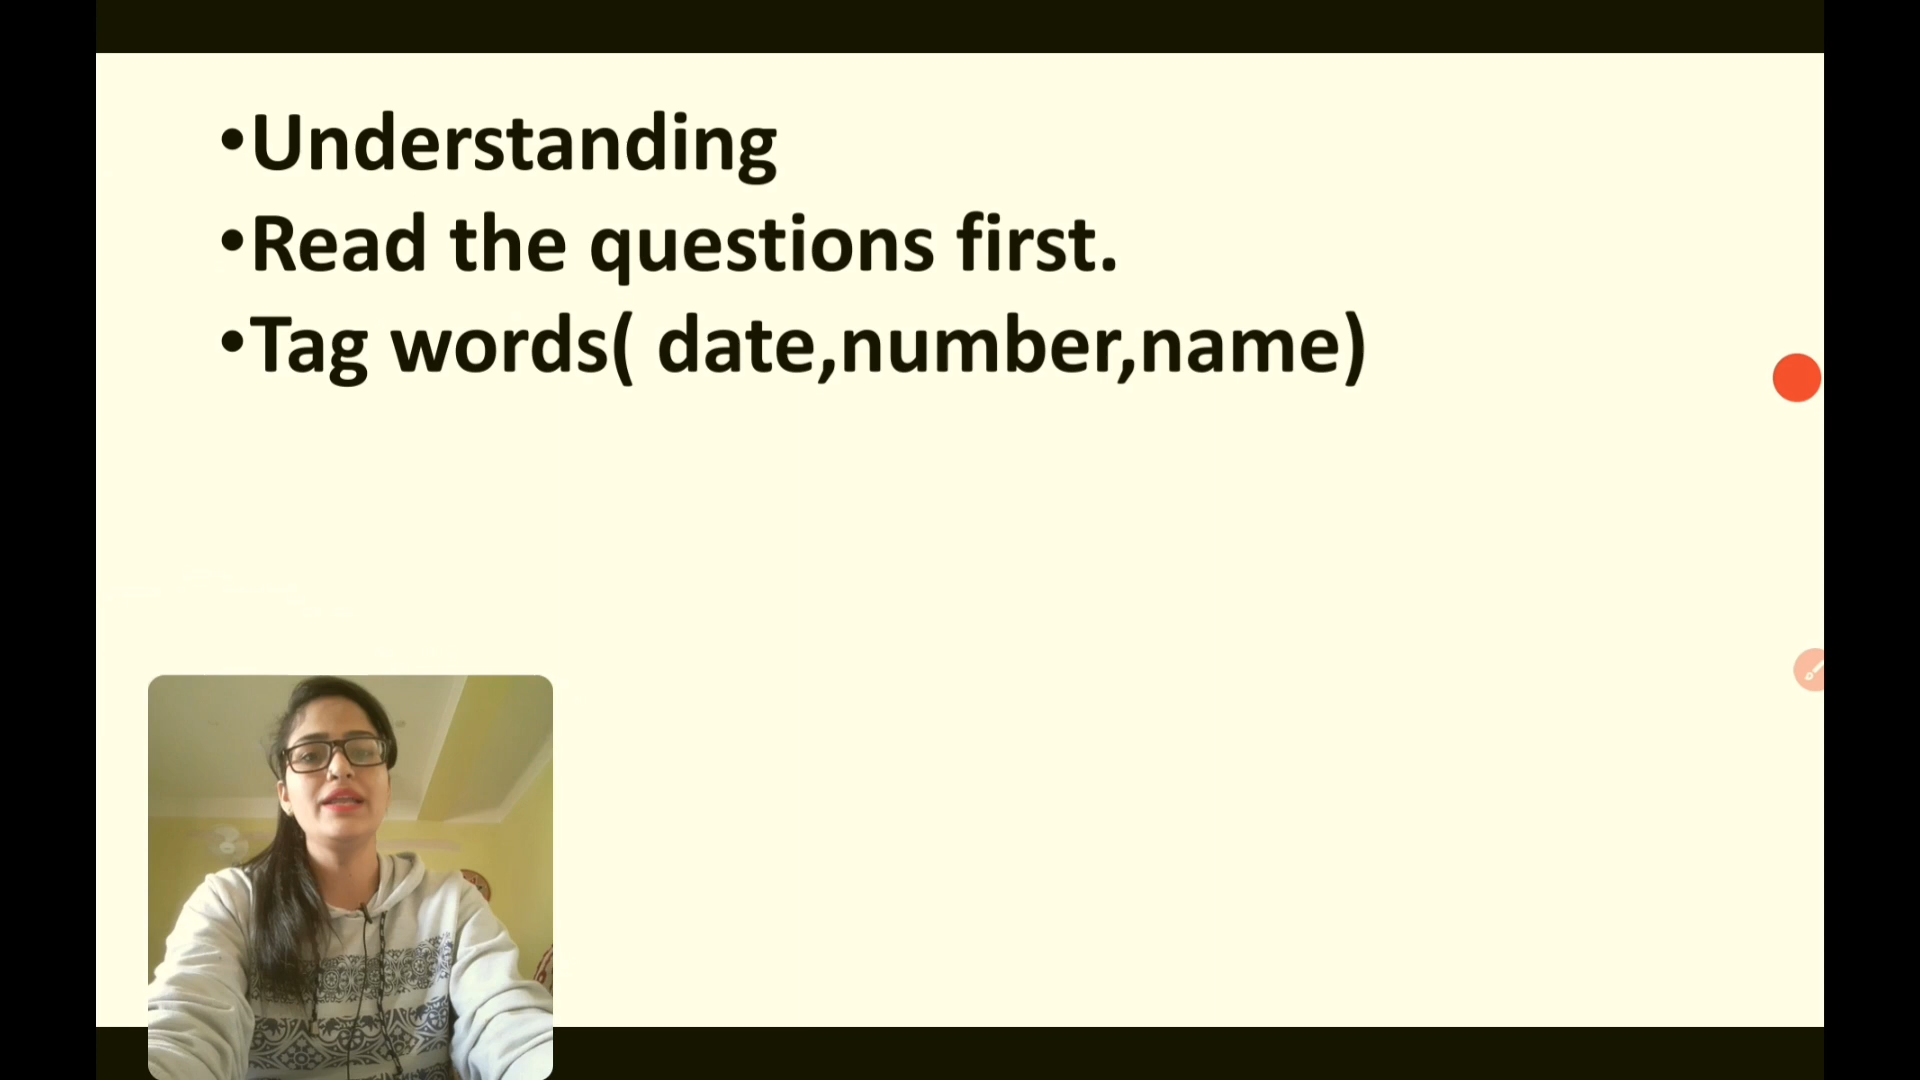 •Understanding
•Read the questions first.
•Tag words( date,number,name)